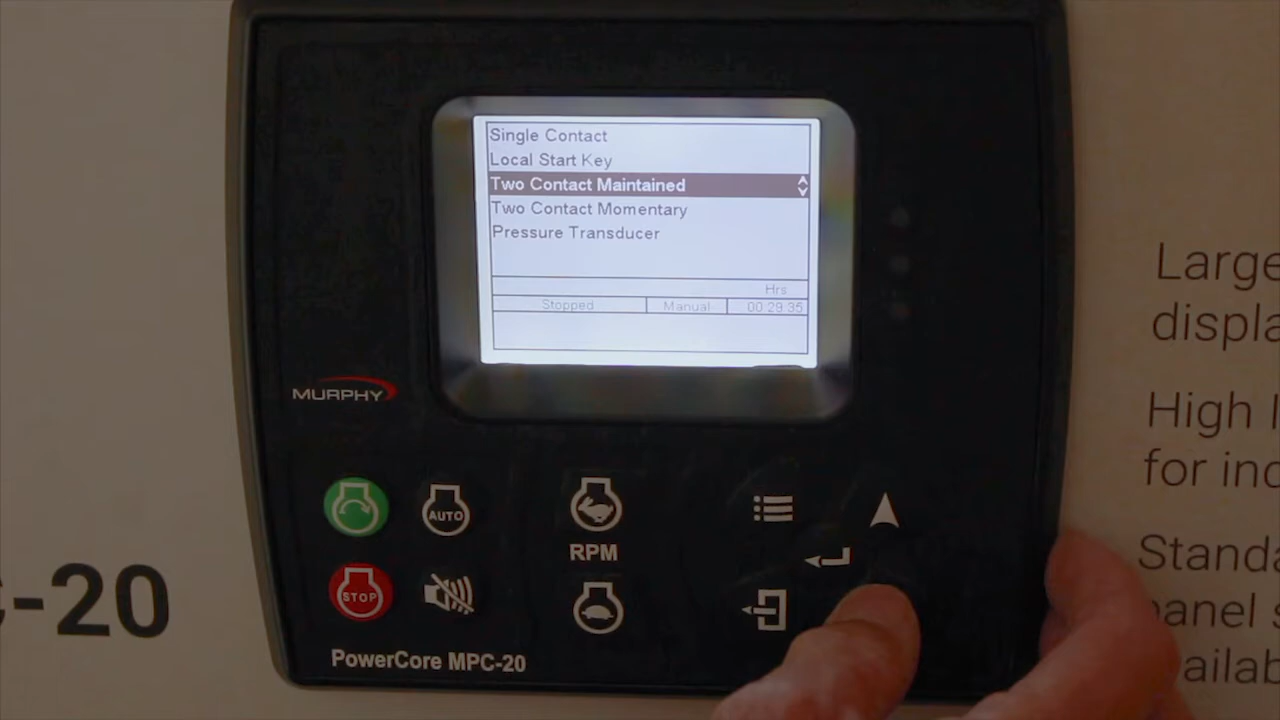 Single Contact
Local Start Key
Two Contact Maintained
Two Contact Momentary
Pressure Transducer
Hrs
Stopped Manual 00:29:35
MURPHY
AUTO
RPM
STOP
PowerCore MPC-20
-20
Large
displa
High
for in
Standa
anel s
ailab